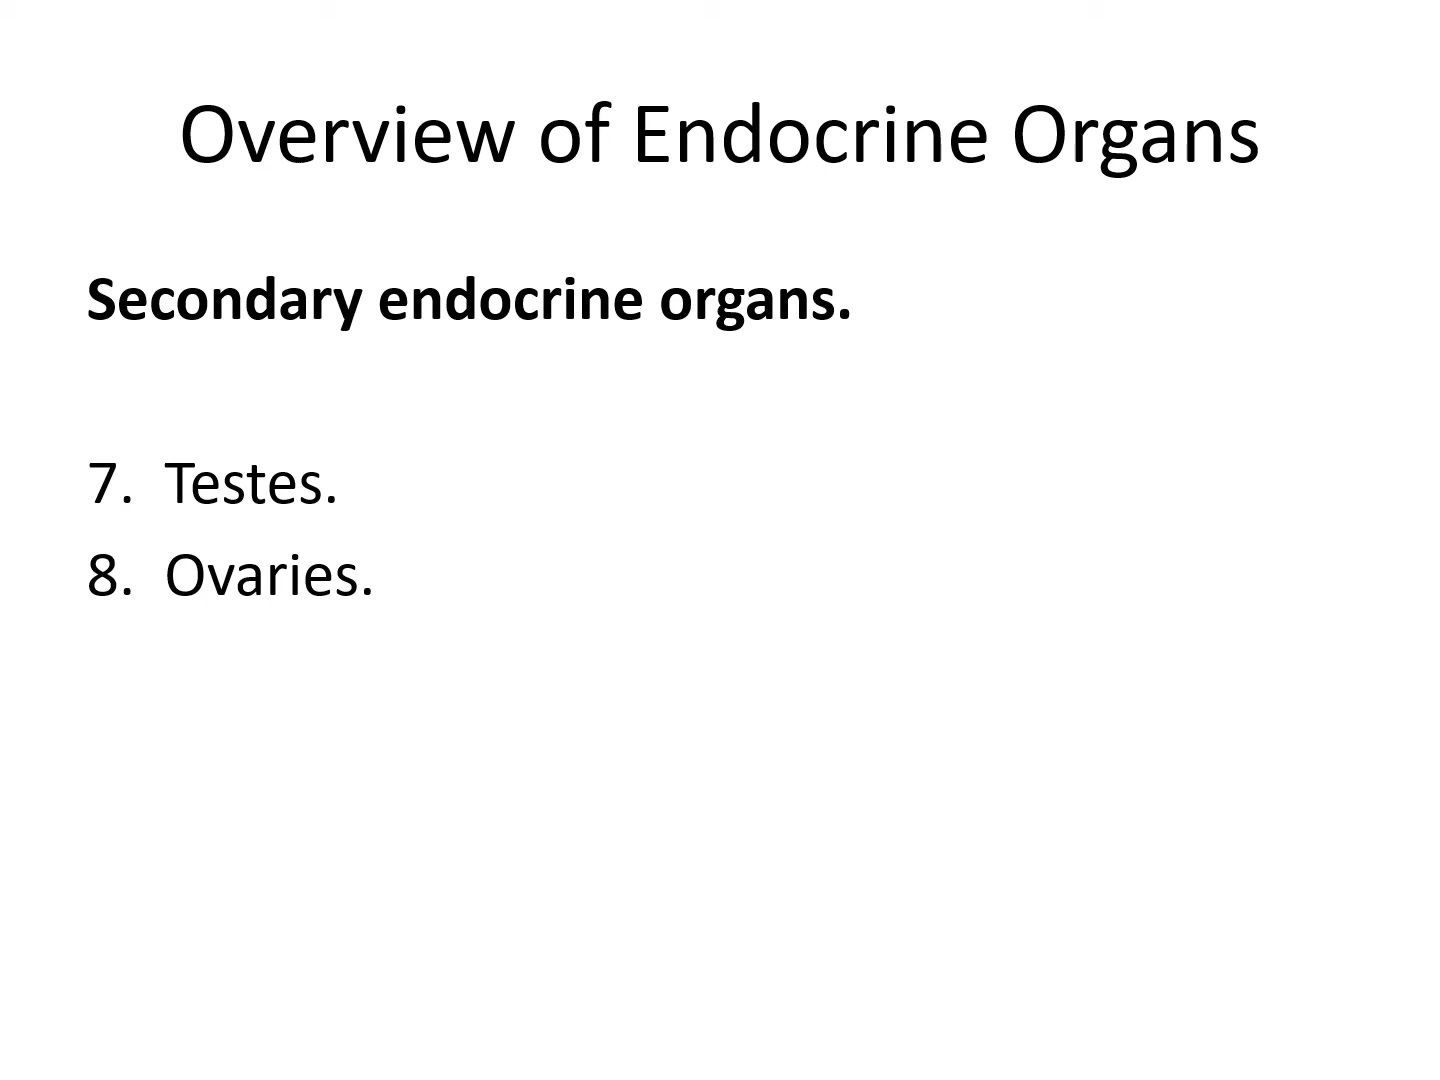 Overview of Endocrine Organs
Secondary endocrine organs.
7. Testes.
8. Ovaries.